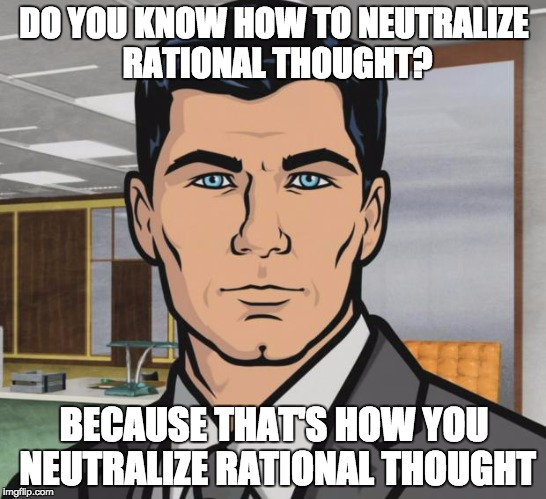 DO YOU KNOW HOW TO NEUTRALIZE
RATIONAL THOUGHT?
BECAUSE THAT'S HOW YOU
NEUTRALIZE RATIONAL THOUGHT
imgflip.com